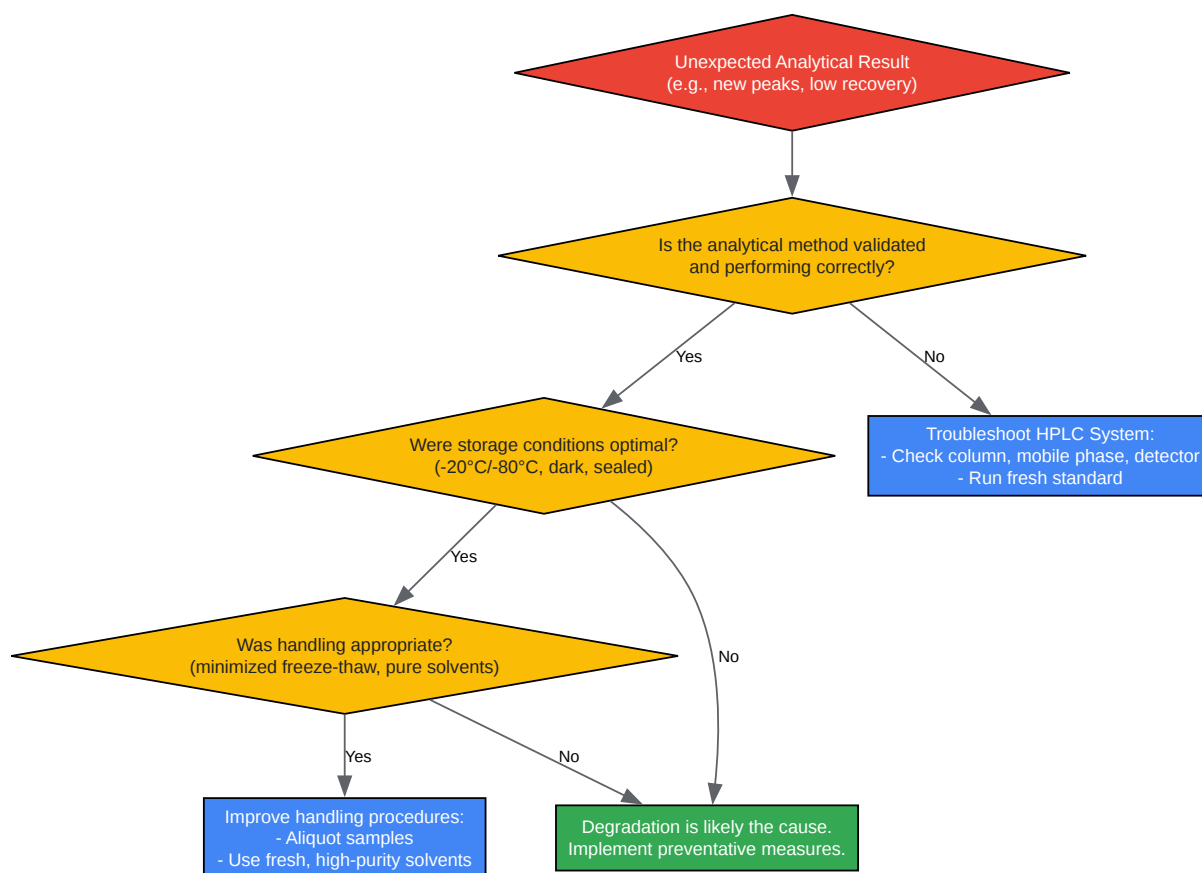 Unexpected Analytical Result
(e.g., new peaks, low recovery)
Is the analytical method validated
and performing correctly?
Yes
No
Were storage conditions optimal?
(-20°C/-80°C, dark, sealed)
Troubleshoot HPLC System:
- Check column, mobile phase, detector
- Run fresh standard
Yes
No
Was handling appropriate?
(minimized freeze-thaw, pure solvents)
Yes
No
Improve handling procedures:
- Aliquot samples
- Use fresh, high-purity solvents
Degradation is likely the cause.
Implement preventative measures.